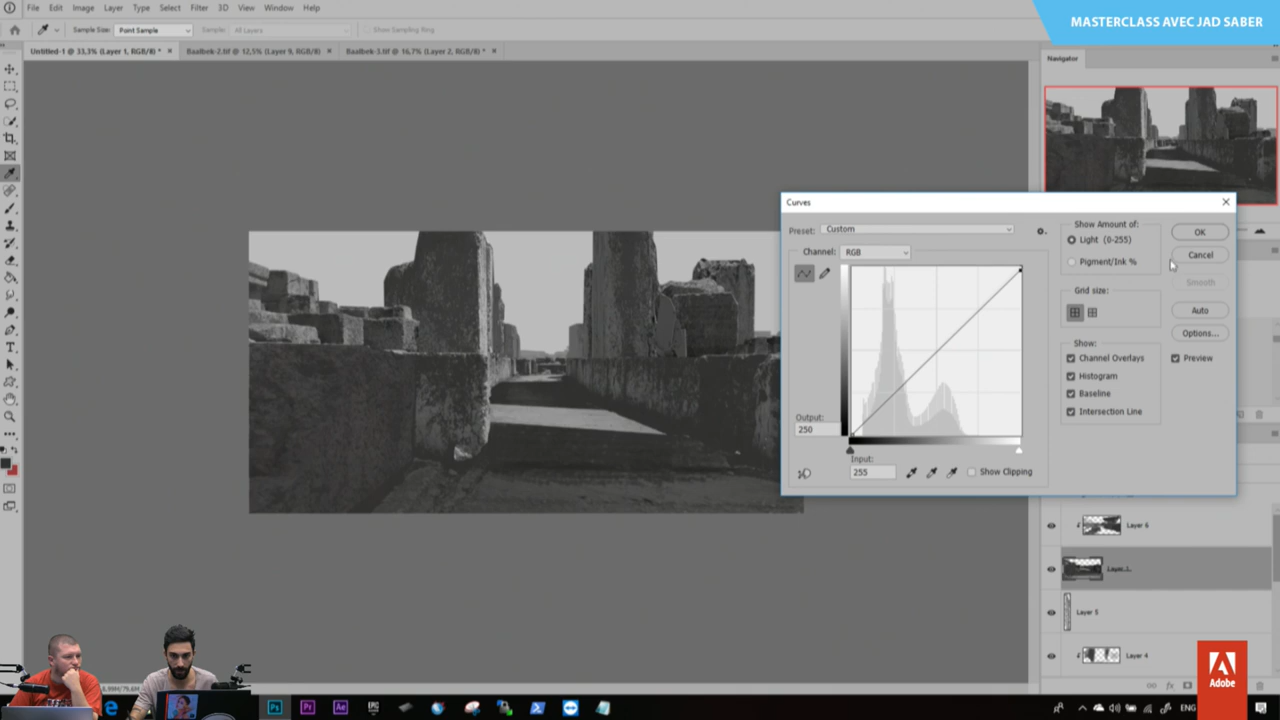 File Edit Image Layer Type Select Filter 3D View Window Help
MASTERCLASS AVEC JAD SABER
Sample Size: Point Sample Sample: All Layers Show Sampling Ring
Untitled-1 @ 33,3% (Layer 1, RGB/8) * × Baalbek-2.tif @ 12,5% (Layer 9, RGB/8) × Baalbek-3.tif @ 16,7% (Layer 2, RGB/8) * ×
Navigator
Curves
Preset: Custom
Channel: RGB
Show Amount of:
Light (0-255)
Pigment/Ink %
Grid size:
Show:
Channel Overlays
Histogram
Baseline
Intersection Line
OK
Cancel
Smooth
Auto
Options...
Preview
Output:
250
Input:
255
Show Clipping
Layer 6
Layer 5
Layer 4
T
Ps Pr Ae
ENG
Adobe